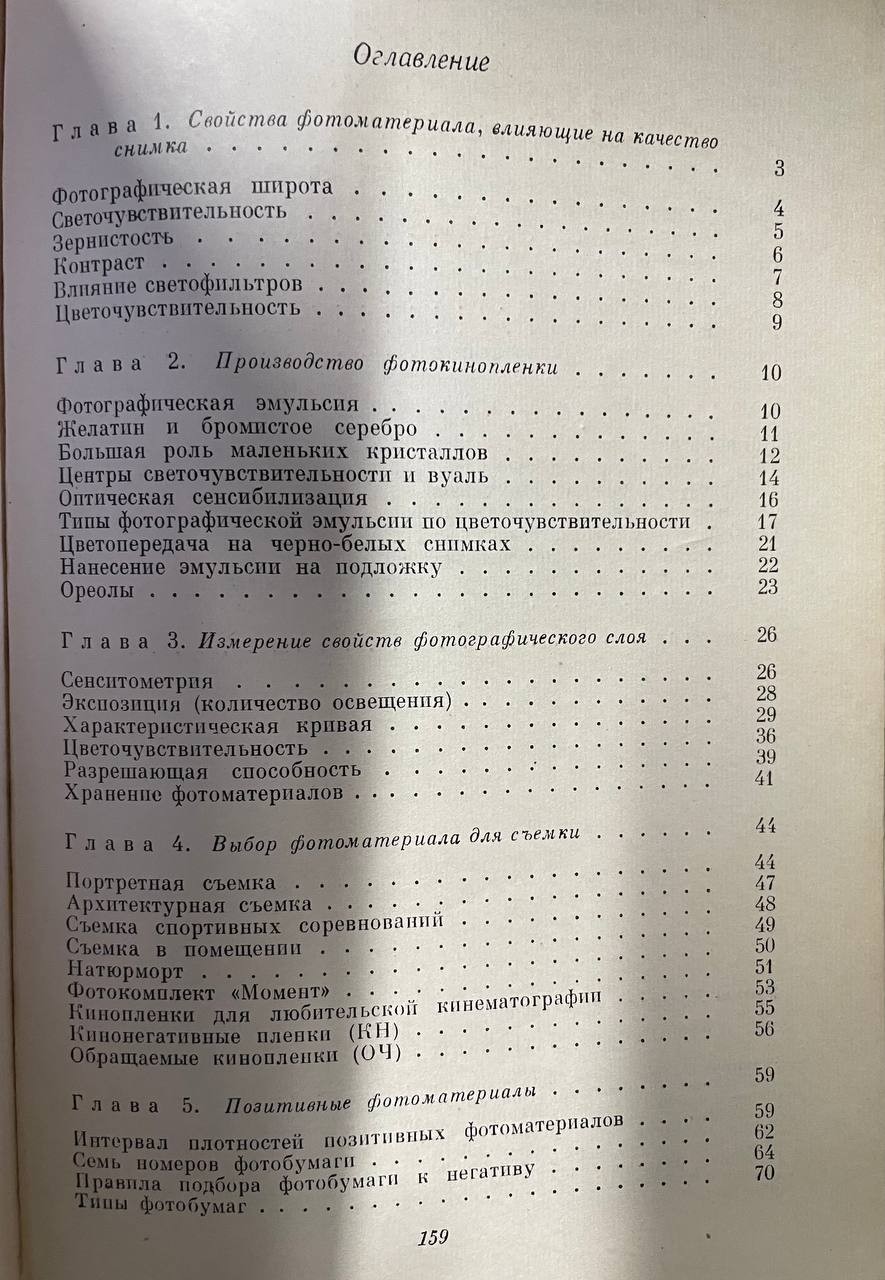 Оглавление
Глава 1. Свойства фотоматериала, влияющие на качество
снимка . . . . . . . . . . . . . . . . . . . . 3
Фотографическая широта . . . . . . . . . . . . . . 4
Светочувствительность . . . . . . . . . . . . . . . 5
Зернистость . . . . . . . . . . . . . . . . . . . 6
Контраст . . . . . . . . . . . . . . . . . . . . 7
Влияние светофильтров . . . . . . . . . . . . . . . 8
Цветочувствительность . . . . . . . . . . . . . . . 9
Глава 2. Производство фотокинопленки . . . . . . . 10
Фотографическая эмульсия . . . . . . . . . . . . . 10
Желатин и бромистое серебро . . . . . . . . . . . 11
Большая роль маленьких кристаллов . . . . . . . . . 12
Центры светочувствительности и вуаль . . . . . . . . 14
Оптическая сенсибилизация . . . . . . . . . . . . . 16
Типы фотографической эмульсии по цветочувствительности . 17
Цветопередача на черно-белых снимках . . . . . . . . 21
Нанесение эмульсии на подложку . . . . . . . . . . 22
Ореолы . . . . . . . . . . . . . . . . . . . . . 23
Глава 3. Измерение свойств фотографического слоя . . . 26
Сенситометрия . . . . . . . . . . . . . . . . . . 26
Экспозиция (количество освещения) . . . . . . . . . . 28
Характеристическая кривая . . . . . . . . . . . . . 29
Цветочувствительность . . . . . . . . . . . . . . . 36
Разрешающая способность . . . . . . . . . . . . . 39
Хранение фотоматериалов . . . . . . . . . . . . . . 41
Глава 4. Выбор фотоматериала для съемки . . . . . . 44
Портретная съемка . . . . . . . . . . . . . . . . 44
Архитектурная съемка . . . . . . . . . . . . . . . 47
Съемка спортивных соревнований . . . . . . . . . . 48
Съемка в помещении . . . . . . . . . . . . . . . 49
Натюрморт . . . . . . . . . . . . . . . . . . . 50
Фотокомплект «Момент» . . . . . . . . . . . . . . 51
Кинопленки для любительской кинематографии . . . . . 53
Кинонегативные пленки (КН) . . . . . . . . . . . . 55
Обращаемые кинопленки (ОЧ) . . . . . . . . . . . . 56
Глава 5. Позитивные фотоматериалы . . . . . . . . 59
Интервал плотностей позитивных фотоматериалов . . . . 59
Семь номеров фотобумаги . . . . . . . . . . . . . 62
Правила подбора фотобумаги к негативу . . . . . . . 64
Типы фотобумаг . . . . . . . . . . . . . . . . . 70
159